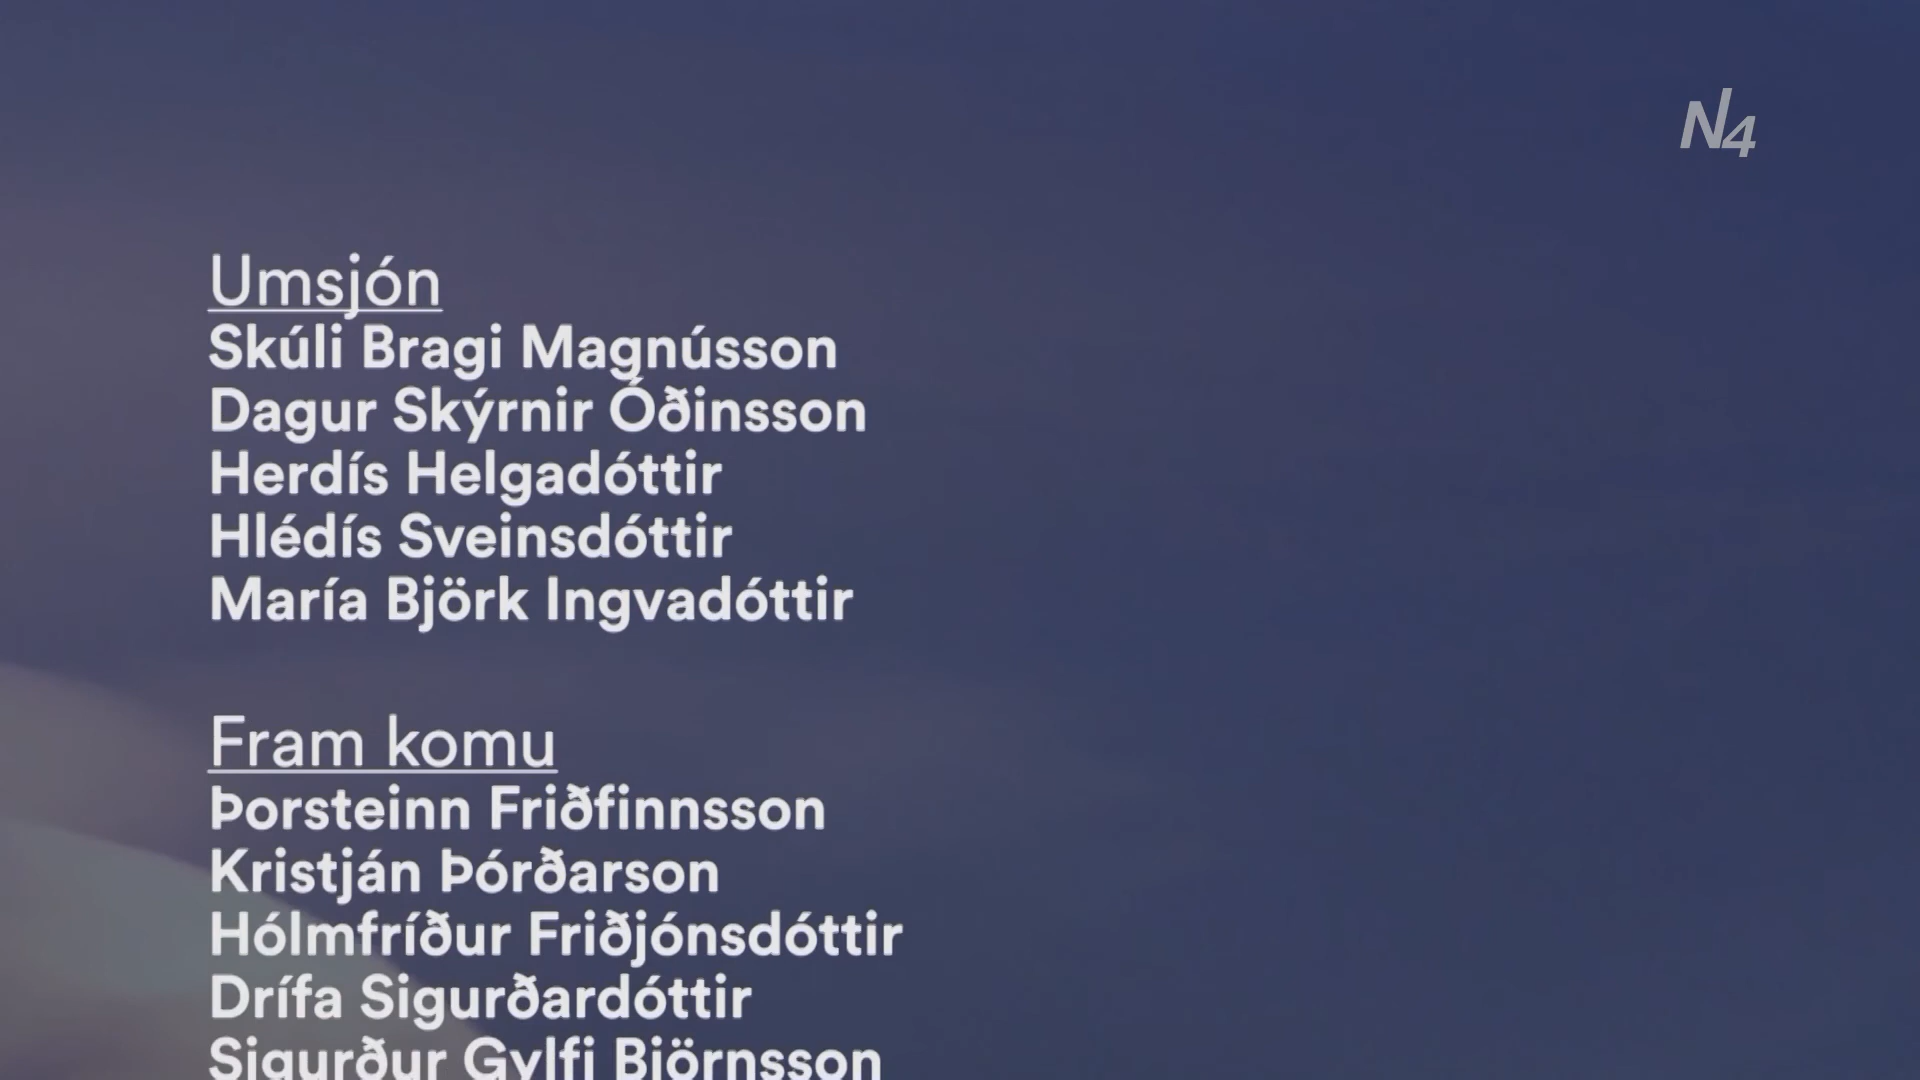 N4
Umsjón
Skúli Bragi Magnússon
Dagur Skýrnir Óðinsson
Herdís Helgadóttir
Hlédís Sveinsdóttir
María Björk Ingvadóttir
Fram komu
Þorsteinn Friðfinnsson
Kristján Þórðarson
Hólmfríður Friðjónsdóttir
Drífa Sigurðardóttir
Sigurður Gylfi Björnsson